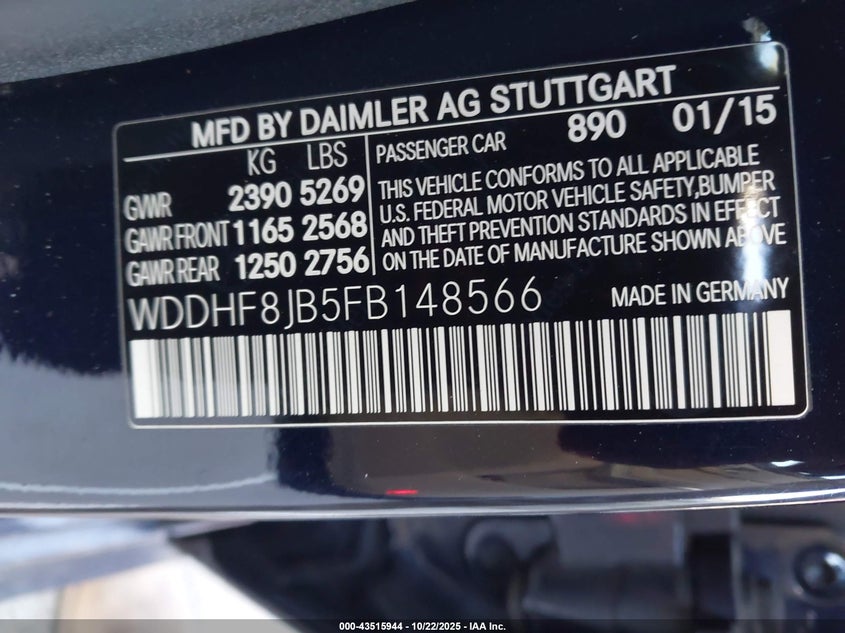 MFD BY DAIMLER AG STUTTGART
KG LBS
GVWR 2390 5269
GAWR FRONT 1165 2568
GAWR REAR 1250 2756
PASSENGER CAR 890 01/15
THIS VEHICLE CONFORMS TO ALL APPLICABLE
U.S. FEDERAL MOTOR VEHICLE SAFETY,BUMPER
AND THEFT PREVENTION STANDARDS IN EFFECT
ON THE DATE OF MANUFACTURE SHOWN ABOVE
WDDHF8JB5FB148566 MADE IN GERMANY
000-43515944 - 10/22/2025 - IAA Inc.